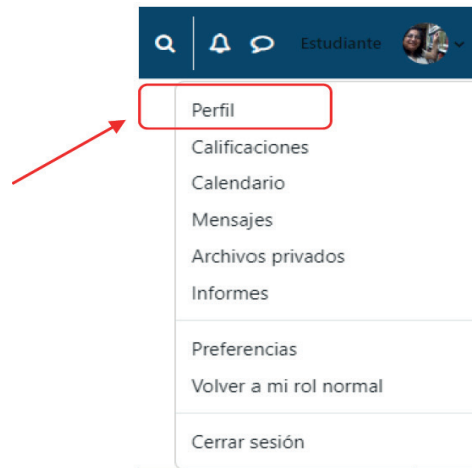 Estudiante
Perfil
Calificaciones
Calendario
Mensajes
Archivos privados
Informes
Preferencias
Volver a mi rol normal
Cerrar sesión